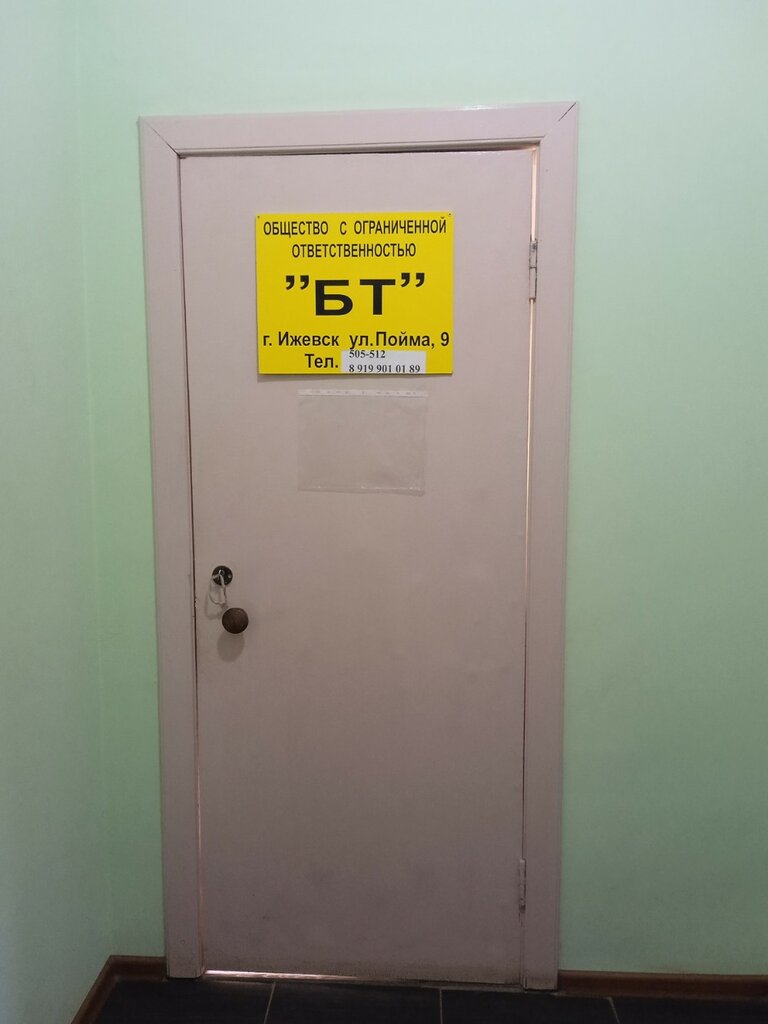 ОБЩЕСТВО С ОГРАНИЧЕННОЙ
ОТВЕТСТВЕННОСТЬЮ
"БТ"
г. Ижевск ул.Пойма, 9
505-512
Тел. 8 919 901 01 89